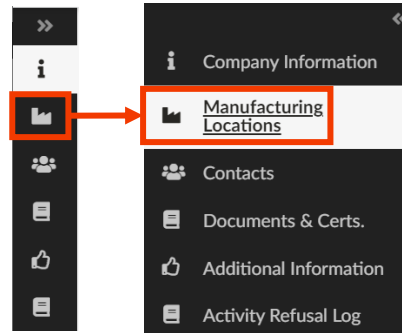 Company Information
Manufacturing
Locations
Contacts
Documents & Certs.
Additional Information
Activity Refusal Log